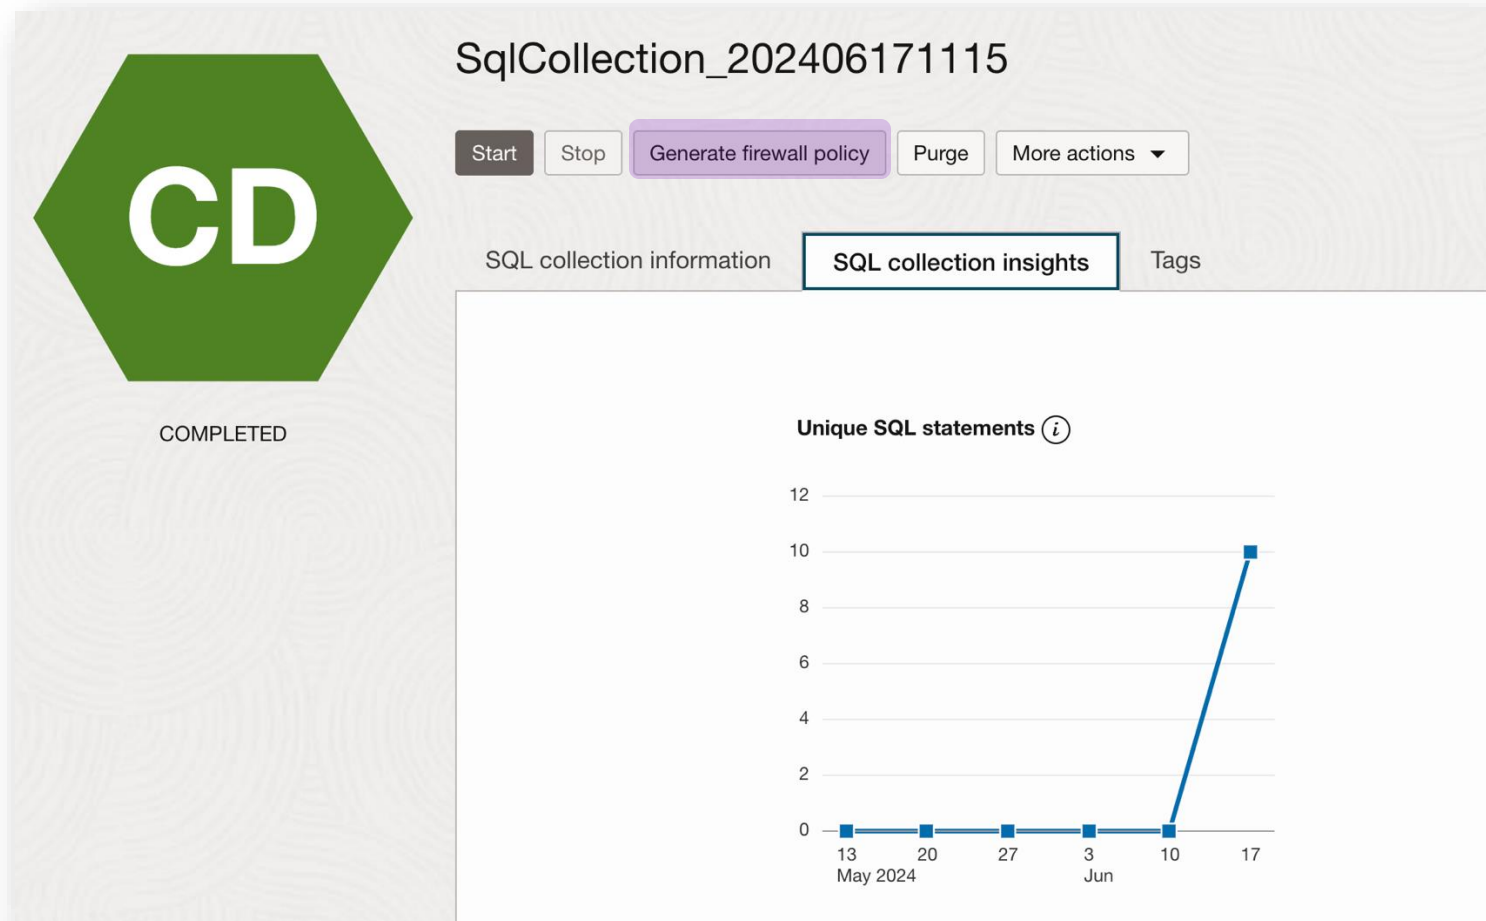 SqlCollection_202406171115
Start Stop Generate firewall policy Purge More actions
CD
SQL collection information SQL collection insights Tags
COMPLETED
Unique SQL statements i
12
10
8
6
4
2
0
13 20 27 3 10 17
May 2024 Jun